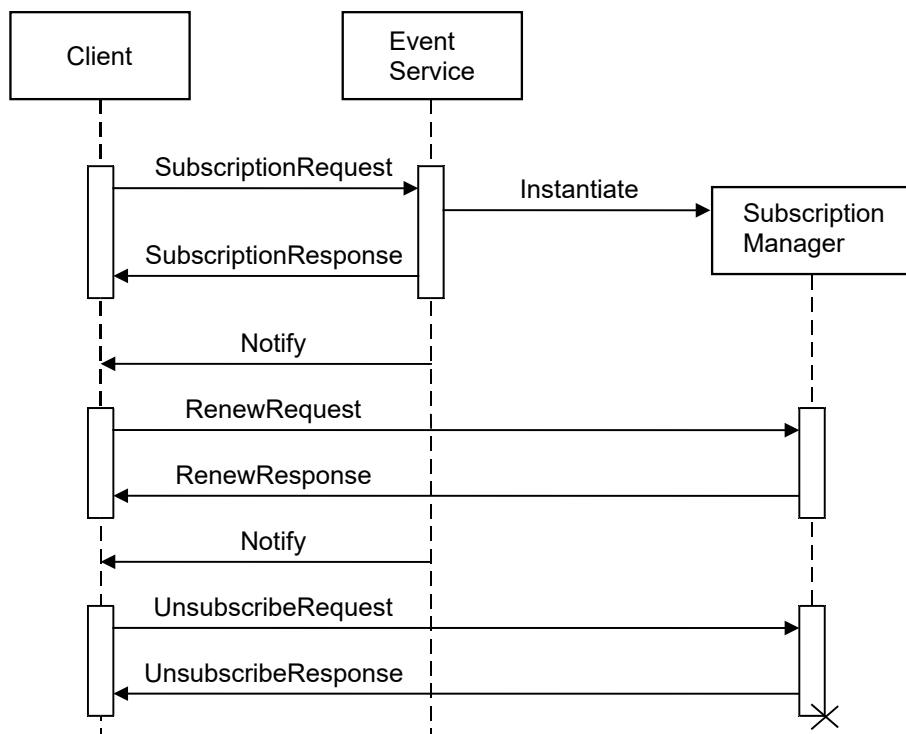 Client
Event
Service
SubscriptionRequest
Instantiate
Subscription
Manager
SubscriptionResponse
Notify
RenewRequest
RenewResponse
Notify
UnsubscribeRequest
UnsubscribeResponse